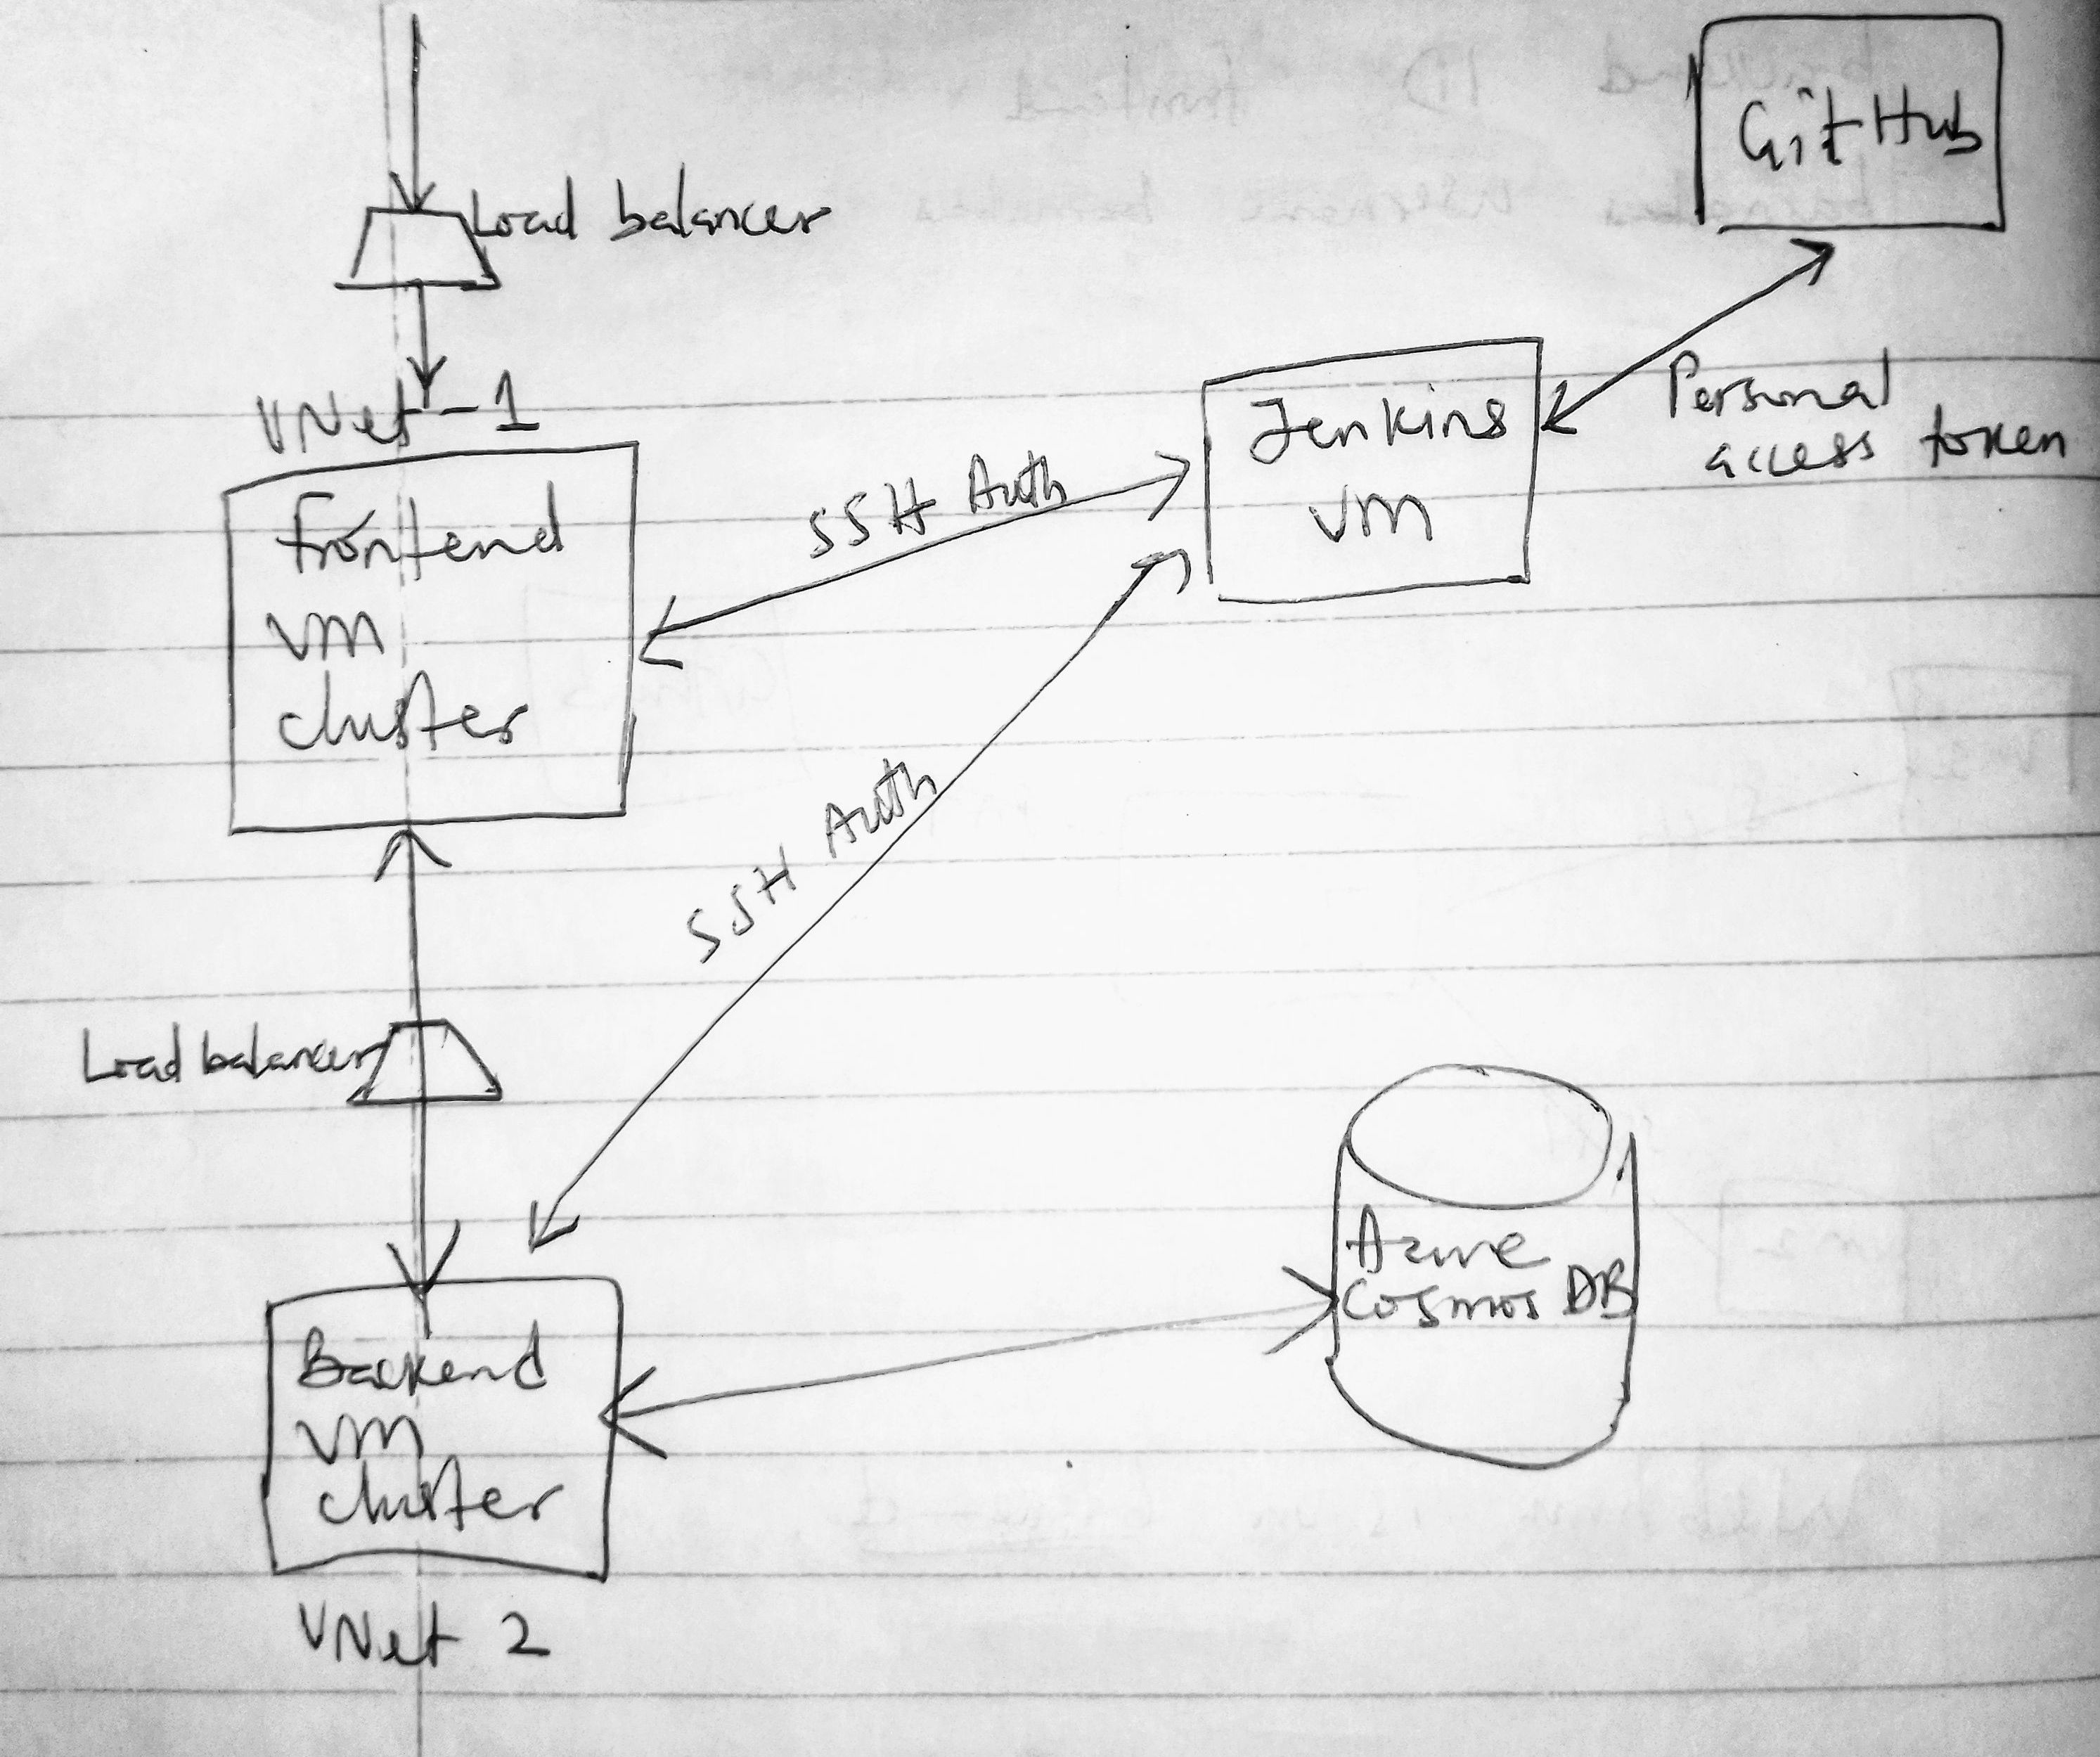 GitHub
Load balancer
VNet-1
Frontend
VM
cluster
SSH Auth
Jenkins
VM
Personal
access token
SSH Auth
Load balancer
Azure
Cosmos DB
Backend
VM
cluster
VNet 2